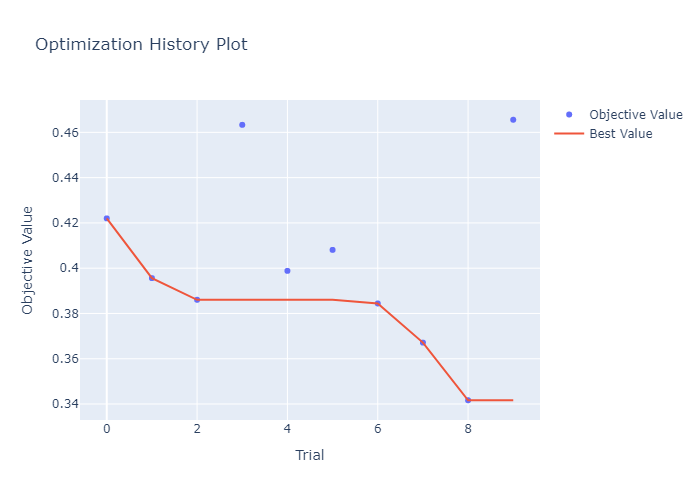 Optimization History Plot
Objective Value
Best Value
0.46
0.44
0.42
0.4
0.38
0.36
0.34
Objective Value
0 2 4 6 8
Trial